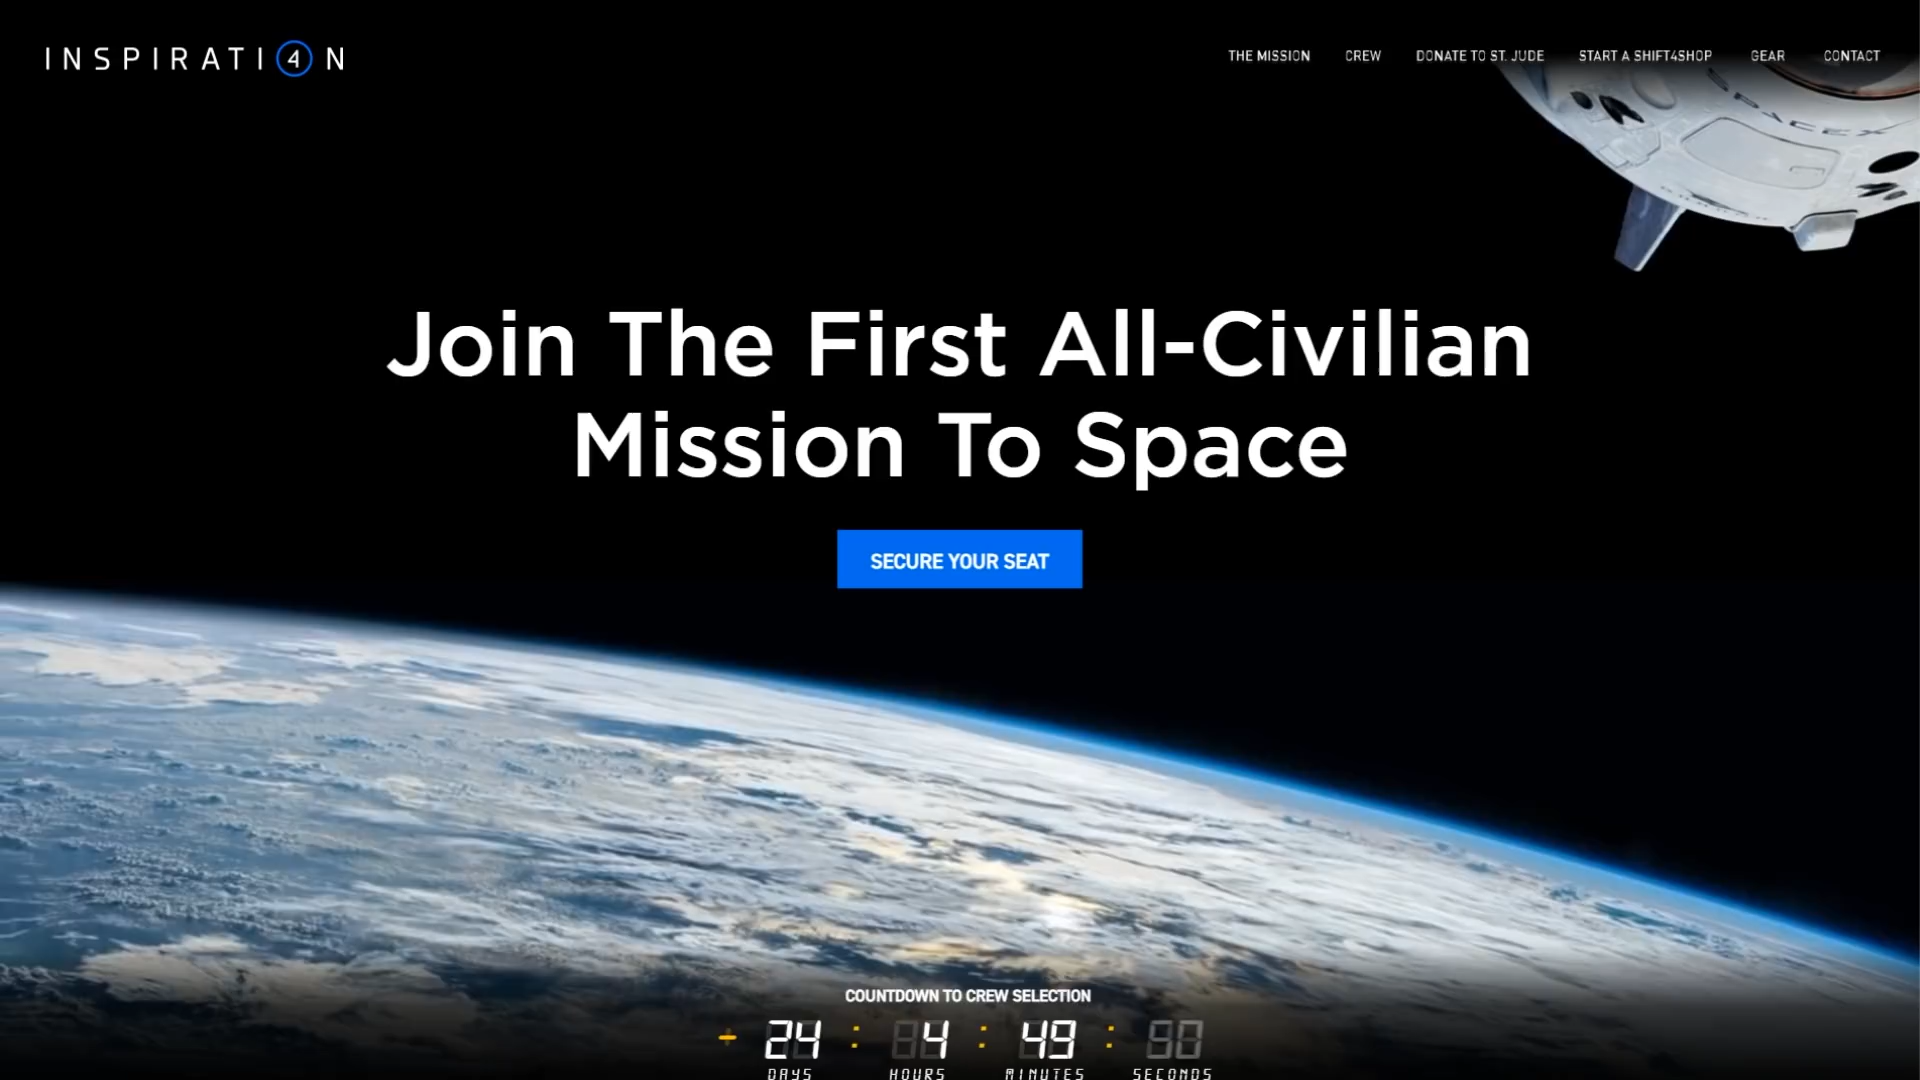 INSPIRATI4N
THE MISSION CREW DONATE TO ST. JUDE START A SHIFT4SHOP GEAR CONTACT
SPACEX
Join The First All-Civilian
Mission To Space
SECURE YOUR SEAT
COUNTDOWN TO CREW SELECTION
- 24 : 4 : 49 :
DAYS HOURS MINUTES SECONDS